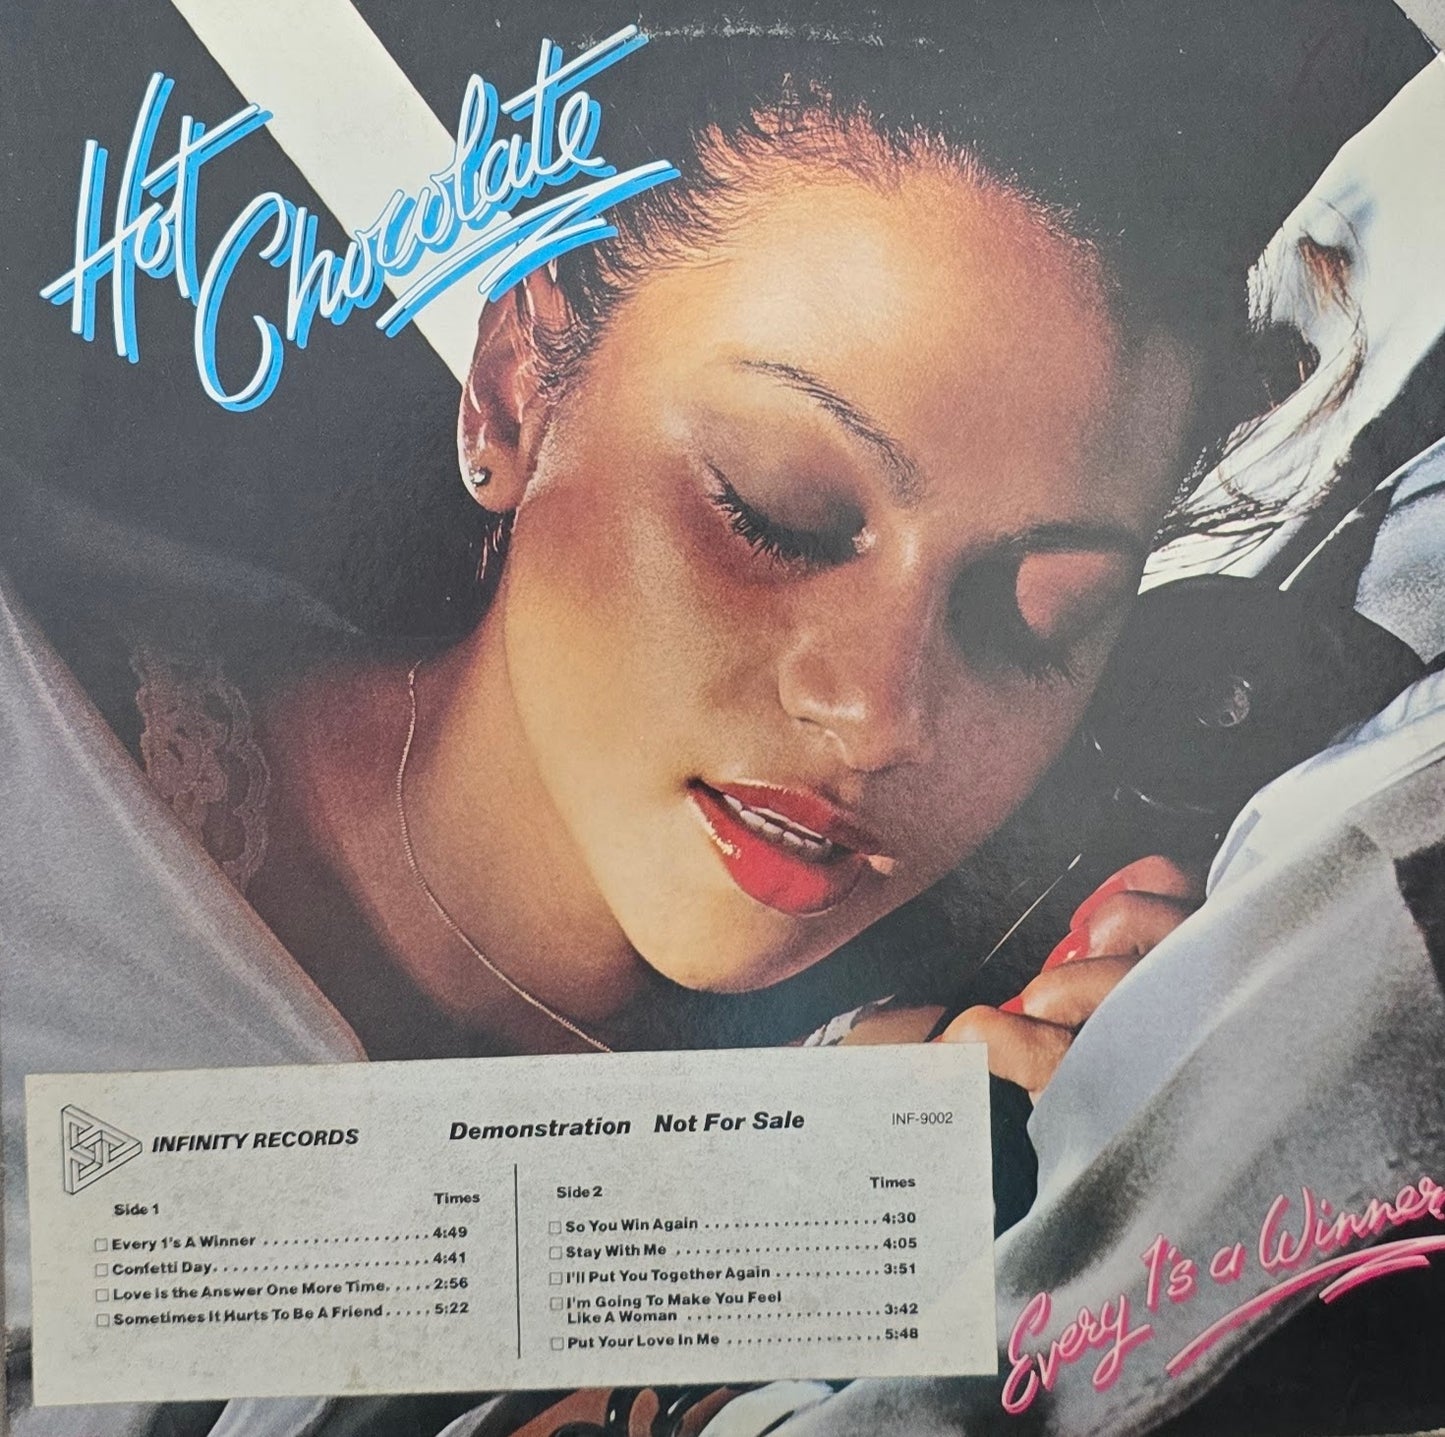 Hot
Chocolate
INFINITY RECORDS
Demonstration Not For Sale
INF-9002
Side 1 Times
Every 1's A Winner ................. 4:49
Confetti Day...................... 4:41
Love is the Answer One More Time..... 2:56
Sometimes It Hurts To Be A Friend..... 5:22
Side 2 Times
So You Win Again .................. 4:30
Stay With Me ..................... 4:05
I'll Put You Together Again ........... 3:51
I'm Going To Make You Feel
Like A Woman .................... 3:42
Put Your Love In Me ................ 5:48
Every 1's a Winner